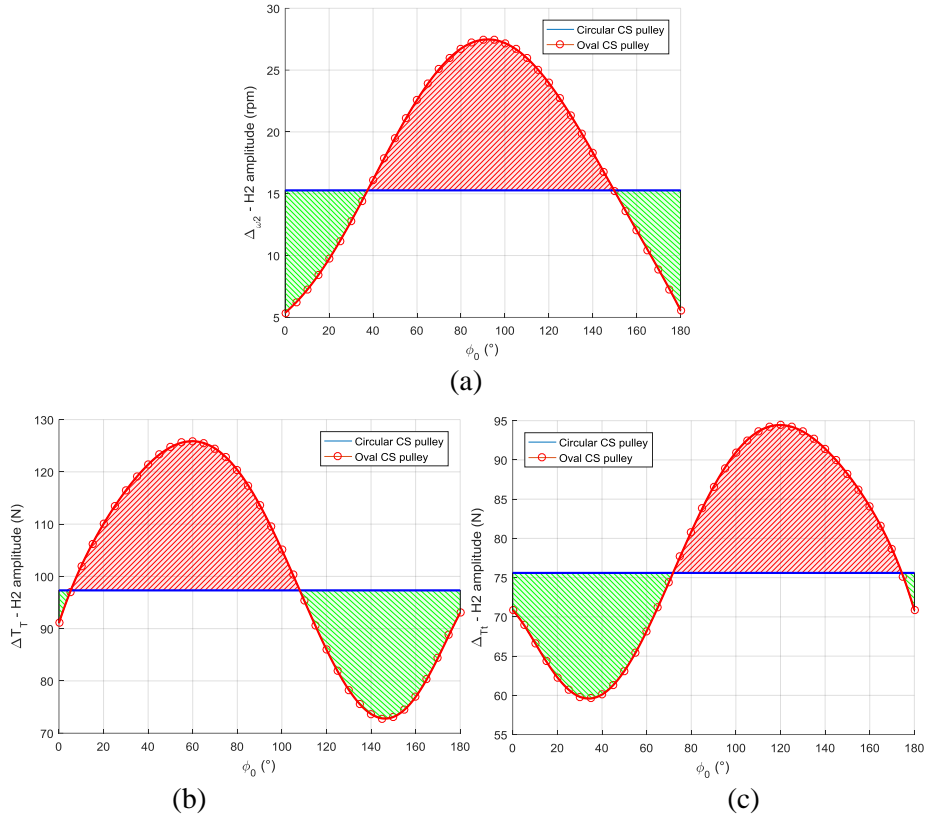 30
25
20
15
10
5
Δω2 - H2 amplitude (rpm)
Circular CS pulley
Oval CS pulley
0 20 40 60 80 100 120 140 160 180
ϕ0 (°)
(a)
130
120
110
100
90
80
70
ΔTT - H2 amplitude (N)
Circular CS pulley
Oval CS pulley
0 20 40 60 80 100 120 140 160 180
ϕ0 (°)
(b)
95
90
85
80
75
70
65
60
55
ΔTt - H2 amplitude (N)
Circular CS pulley
Oval CS pulley
0 20 40 60 80 100 120 140 160 180
ϕ0 (°)
(c)